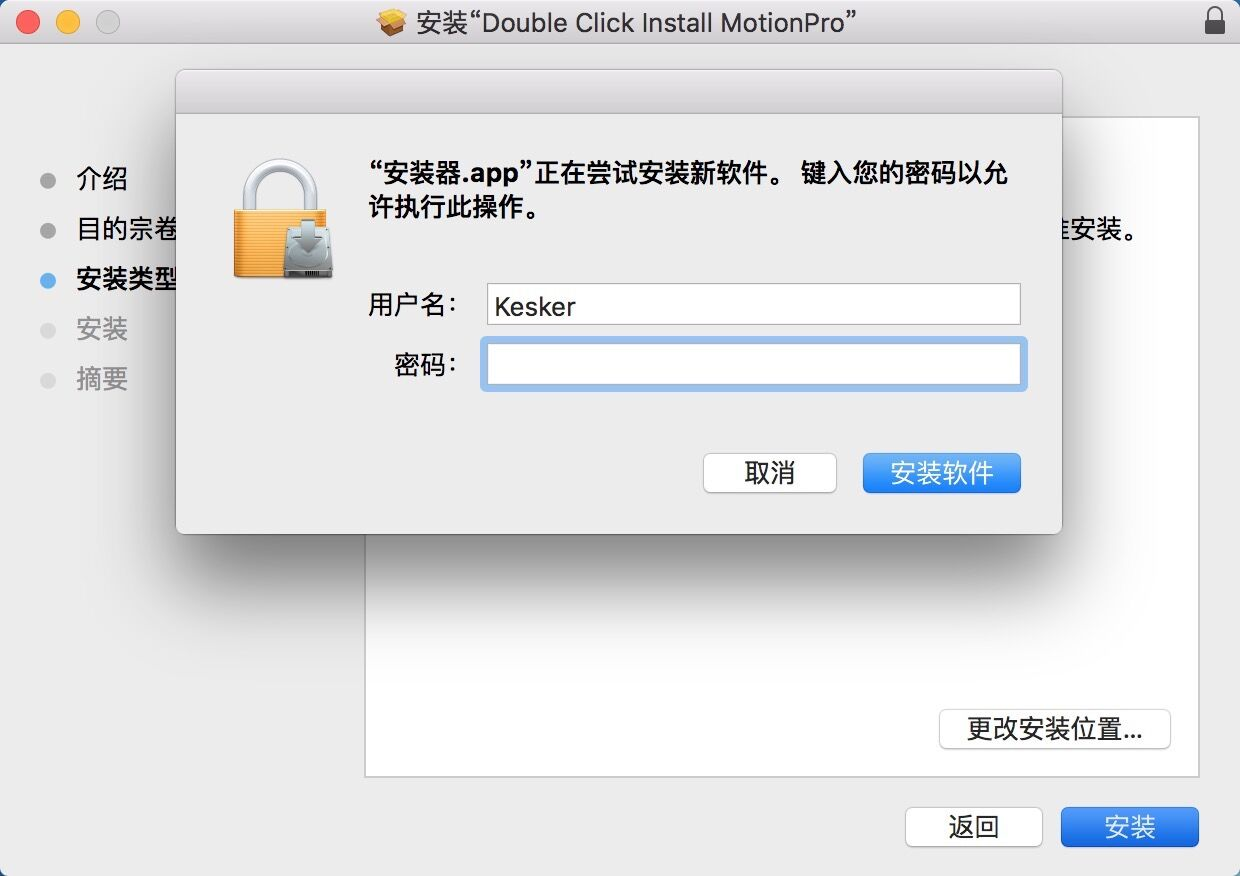 安装“Double Click Install MotionPro”
“安装器.app”正在尝试安装新软件。 键入您的密码以允
许执行此操作。
介绍
目的宗卷
安装类型
安装
摘要
安装。
用户名：
Kesker
密码：
取消
安装软件
更改安装位置...
返回
安装